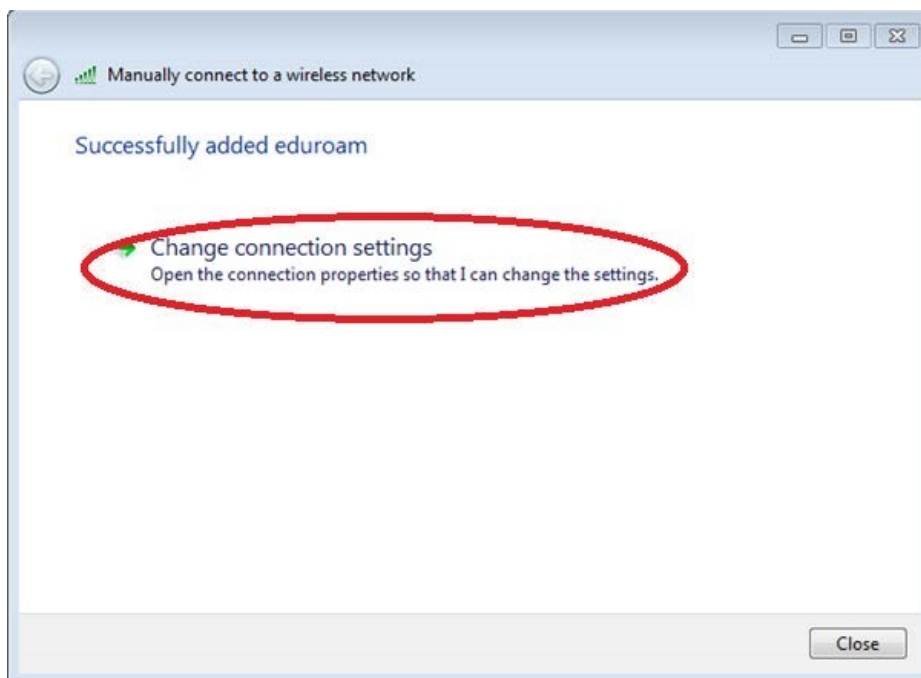 Manually connect to a wireless network
Successfully added eduroam
Change connection settings
Open the connection properties so that I can change the settings.
Close